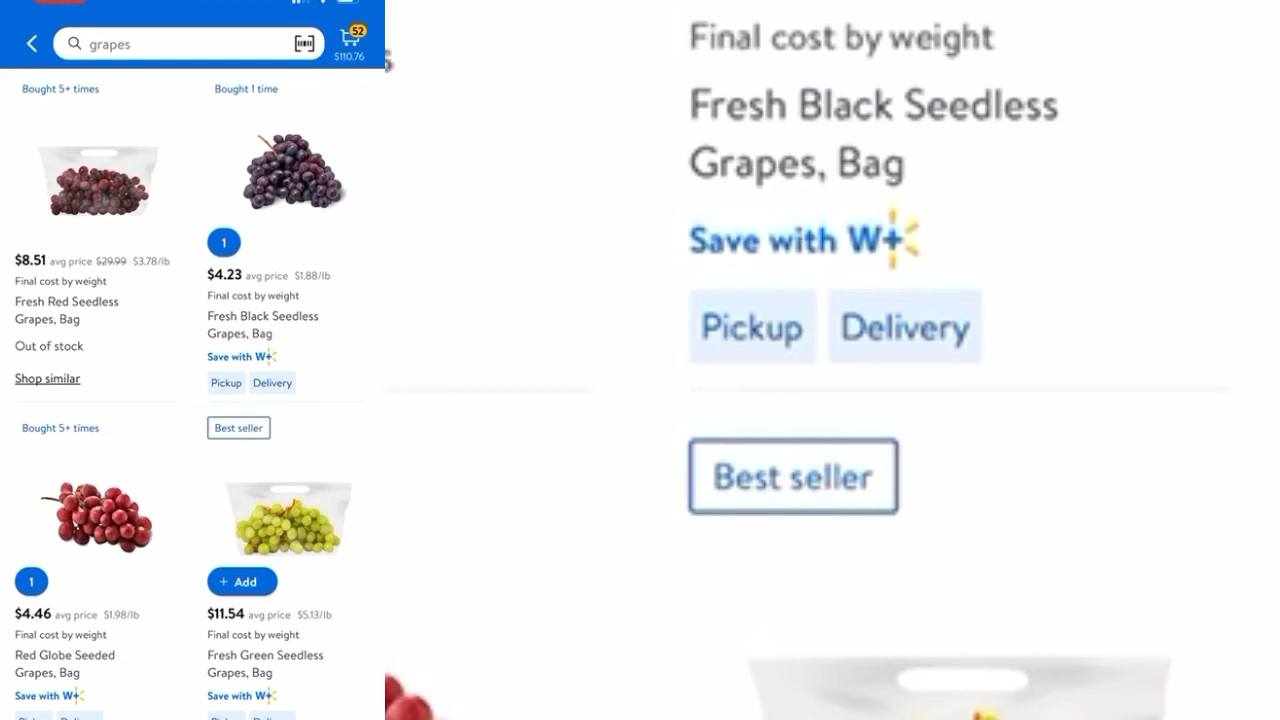 grapes
52
$110.76
Bought 5+ times
$8.51 avg price $29.99 $3.78/lb
Final cost by weight
Fresh Red Seedless
Grapes, Bag
Out of stock
Shop similar
Bought 1 time
1
$4.23 avg price $1.88/lb
Final cost by weight
Fresh Black Seedless
Grapes, Bag
Save with W+
Pickup Delivery
Bought 5+ times
1
$4.46 avg price $1.98/lb
Final cost by weight
Red Globe Seeded
Grapes, Bag
Save with W+
Best seller
+ Add
$11.54 avg price $5.13/lb
Final cost by weight
Fresh Green Seedless
Grapes, Bag
Save with W+
Final cost by weight
Fresh Black Seedless
Grapes, Bag
Save with W+
Pickup Delivery
Best seller